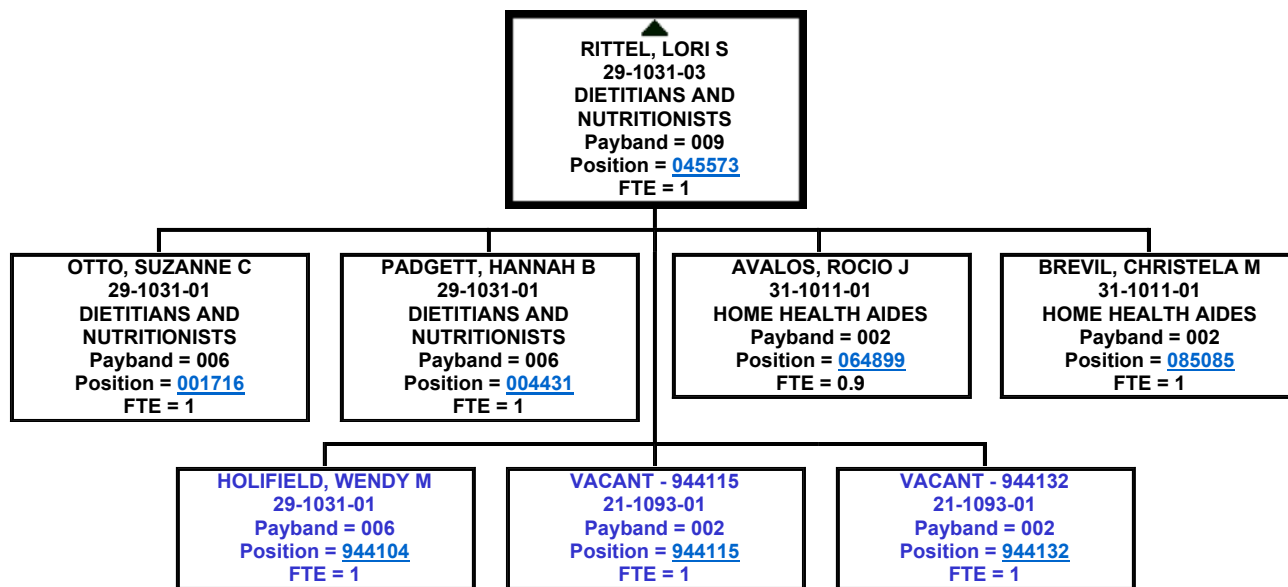 RITTEL, LORI S
29-1031-03
DIETITIANS AND
NUTRITIONISTS
Payband = 009
Position = 045573
FTE = 1
OTTO, SUZANNE C
29-1031-01
DIETITIANS AND
NUTRITIONISTS
Payband = 006
Position = 001716
FTE = 1
PADGETT, HANNAH B
29-1031-01
DIETITIANS AND
NUTRITIONISTS
Payband = 006
Position = 004431
FTE = 1
AVALOS, ROCIO J
31-1011-01
HOME HEALTH AIDES
Payband = 002
Position = 064899
FTE = 0.9
BREVIL, CHRISTELA M
31-1011-01
HOME HEALTH AIDES
Payband = 002
Position = 085085
FTE = 1
HOLIFIELD, WENDY M
29-1031-01
Payband = 006
Position = 944104
FTE = 1
VACANT - 944115
21-1093-01
Payband = 002
Position = 944115
FTE = 1
VACANT - 944132
21-1093-01
Payband = 002
Position = 944132
FTE = 1